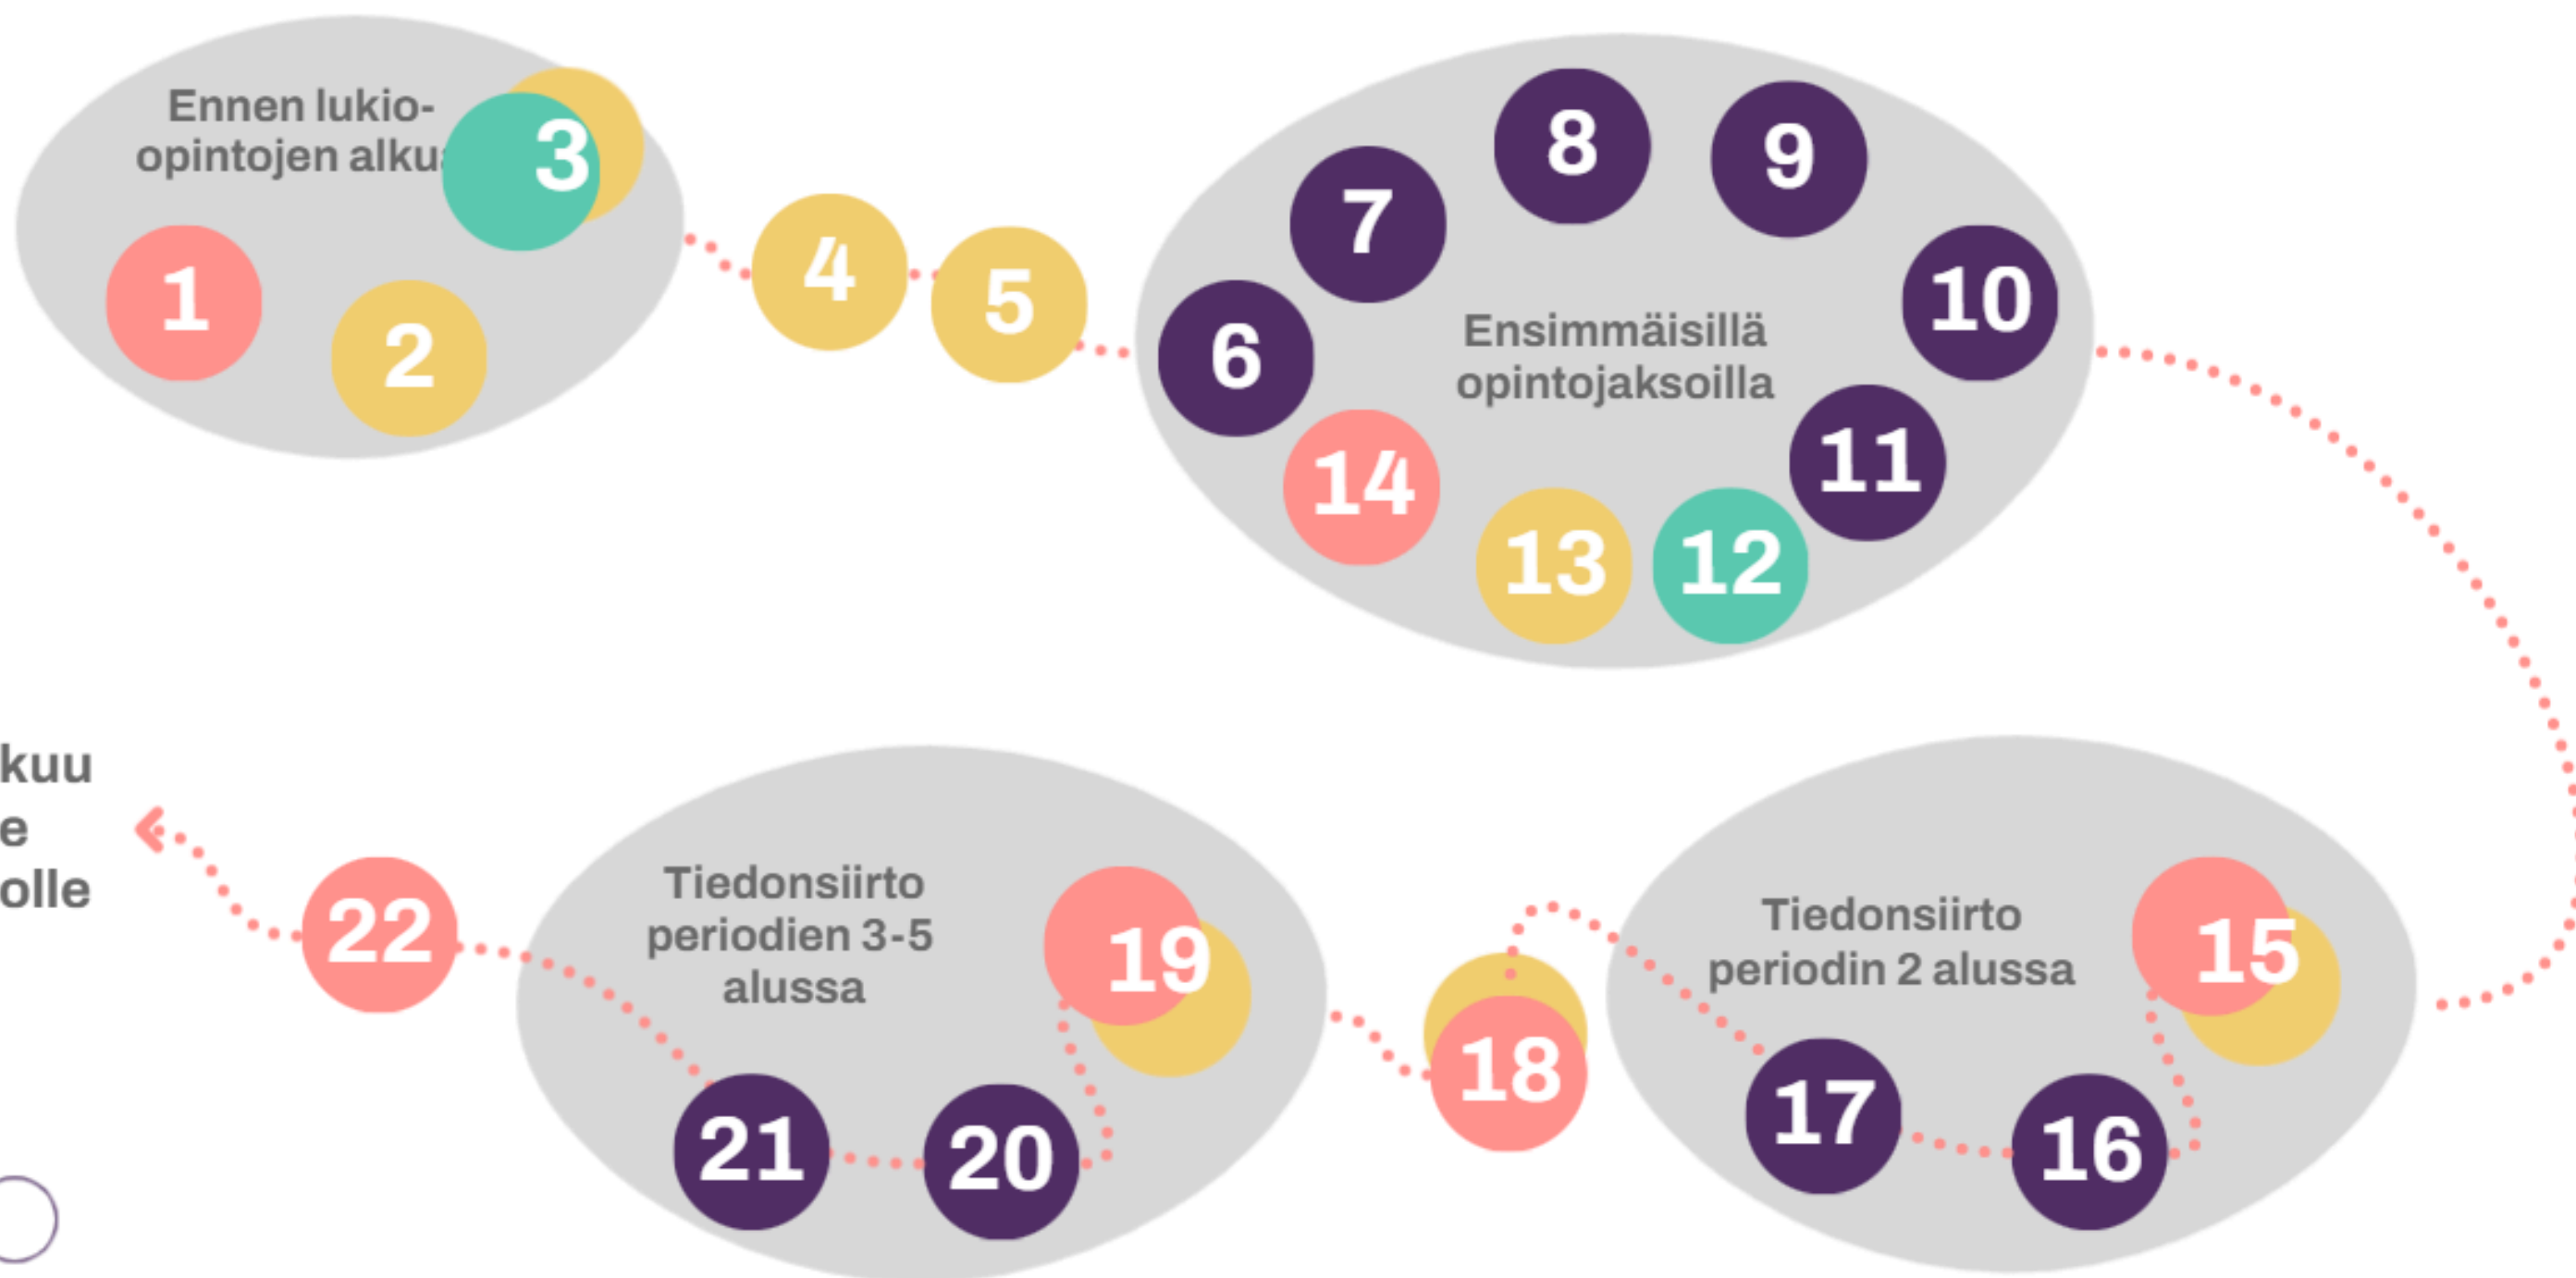 Ennen lukio-
opintojen alku
3
1
2
4
5
Ensimmäisillä
opintojaksoilla
6
7
8
9
10
11
12
13
14
Tiedonsiirto
periodin 2 alussa
15
16
17
18
Tiedonsiirto
periodien 3-5
alussa
19
20
21
22
kuu
e
olle